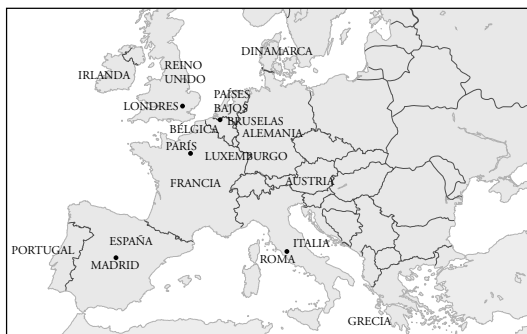 DINAMARCA
REINO
UNIDO
IRLANDA
PAÍSES
BAJOS
LONDRES
BRUSELAS
BÉLGICA
ALEMANIA
PARÍS
LUXEMBURGO
FRANCIA
AUSTRIA
PORTUGAL
ESPAÑA
MADRID
ITALIA
ROMA
GRECIA